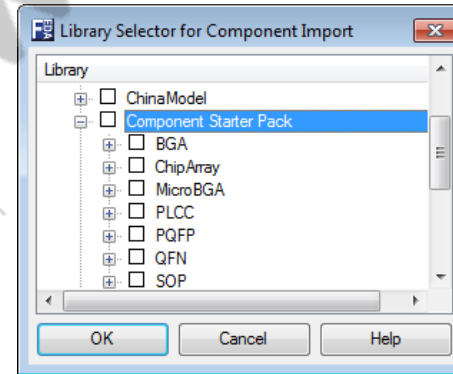 Library Selector for Component Import
Library
ChinaModel
Component Starter Pack
BGA
ChipArray
MicroBGA
PLCC
PQFP
QFN
SOP
OK Cancel Help